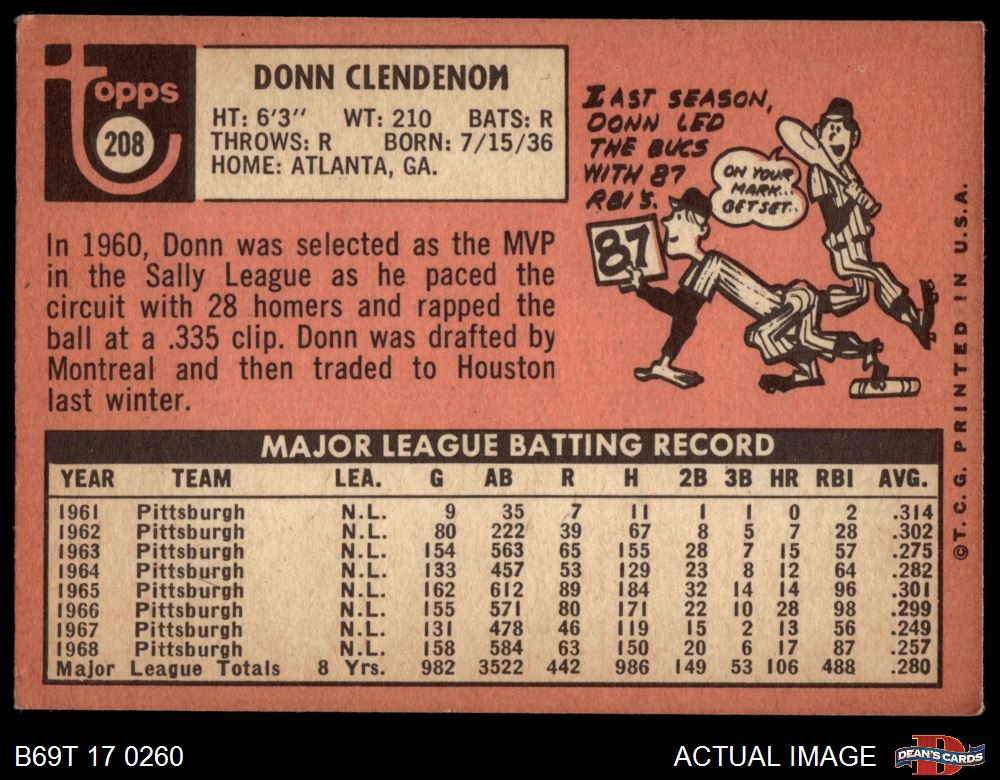 Topps
208
DONN CLENDENON
HT: 6'3" WT: 210 BATS: R
THROWS: R BORN: 7/15/36
HOME: ATLANTA, GA.
LAST SEASON,
DONN LED
THE BUCS
WITH 87
RBI'S.
ON YOUR
MARK...
GET SET..
87
In 1960, Donn was selected as the MVP
in the Sally League as he paced the
circuit with 28 homers and rapped the
ball at a .335 clip. Donn was drafted by
Montreal and then traded to Houston
last winter.
©T.C.G. PRINTED IN U.S.A.
MAJOR LEAGUE BATTING RECORD
YEAR TEAM LEA. G AB R H 2B 3B HR RBI AVG.
1961 Pittsburgh N.L. 9 35 7 11 1 1 0 2 .314
1962 Pittsburgh N.L. 80 222 39 67 8 5 7 28 .302
1963 Pittsburgh N.L. 154 563 65 155 28 7 15 57 .275
1964 Pittsburgh N.L. 133 457 53 129 23 8 12 64 .282
1965 Pittsburgh N.L. 162 612 89 184 32 14 14 96 .301
1966 Pittsburgh N.L. 155 571 80 171 22 10 28 98 .299
1967 Pittsburgh N.L. 131 478 46 119 15 2 13 56 .249
1968 Pittsburgh N.L. 158 584 63 150 20 6 17 87 .257
Major League Totals 8 Yrs. 982 3522 442 986 149 53 106 488 .280
B69T 17 0260
ACTUAL IMAGE
D
DEAN'S CARDS